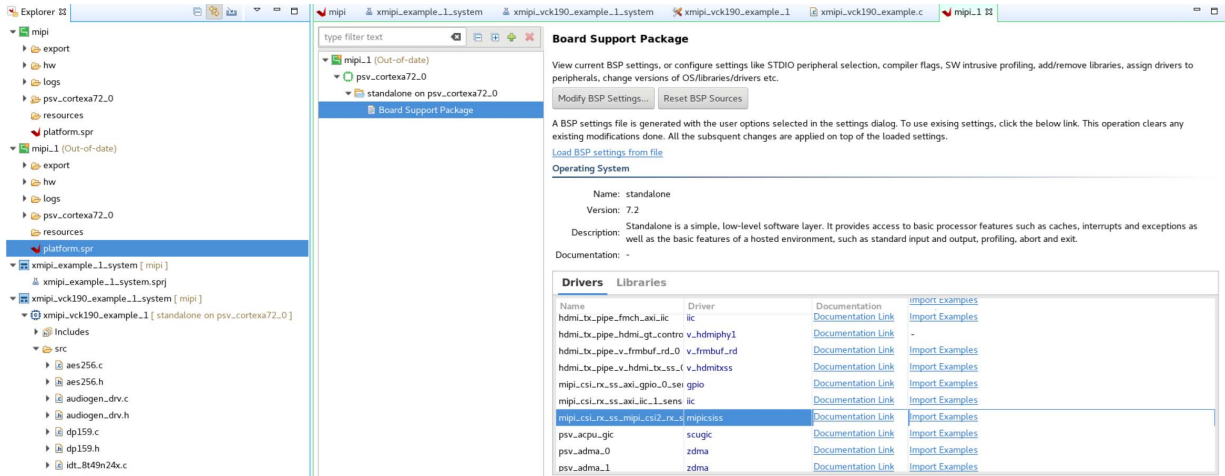 Explorer
mipi
export
hw
logs
psv_cortexa72_0
resources
platform.spr
mipi_1 (Out-of-date)
export
hw
logs
psv_cortexa72_0
resources
platform.spr
xmipi_example_1_system [ mipi ]
xmipi_example_1_system.sprj
xmipi_vck190_example_1_system [ mipi ]
xmipi_vck190_example_1 [ standalone on psv_cortexa72_0 ]
Includes
src
aes256.c
aes256.h
audiogen_drv.c
audiogen_drv.h
dp159.c
dp159.h
idt_8t49n24x.c
mipi xmipi_example_1_system xmipi_vck190_example_1_system xmipi_vck190_example_1 xmipi_vck190_example.c mipi_1
type filter text
mipi_1 (Out-of-date)
psv_cortexa72_0
standalone on psv_cortexa72_0
Board Support Package
Board Support Package
View current BSP settings, or configure settings like STDIO peripheral selection, compiler flags, SW intrusive profiling, add/remove libraries, assign drivers to
peripherals, change versions of OS/libraries/drivers etc.
Modify BSP Settings... Reset BSP Sources
A BSP settings file is generated with the user options selected in the settings dialog. To use exising settings, click the below link. This operation clears any
existing modifications done. All the subsquent changes are applied on top of the loaded settings.
Load BSP settings from file
Operating System
Name: standalone
Version: 7.2
Description: Standalone is a simple, low-level software layer. It provides access to basic processor features such as caches, interrupts and exceptions as
well as the basic features of a hosted environment, such as standard input and output, profiling, abort and exit.
Documentation: -
Drivers Libraries
Name Driver Documentation Import Examples
hdmi_tx_pipe_fmch_axi_iic iic Documentation Link Import Examples
hdmi_tx_pipe_hdmi_gt_contro v_hdmiphy1 Documentation Link -
hdmi_tx_pipe_v_frmbuf_rd_0 v_frmbuf_rd Documentation Link Import Examples
hdmi_tx_pipe_v_hdmi_tx_ss_( v_hdmitxss Documentation Link Import Examples
mipi_csi_rx_ss_axi_gpio_0_sei gpio Documentation Link Import Examples
mipi_csi_rx_ss_axi_iic_1_sens iic Documentation Link Import Examples
mipi_csi_rx_ss_mipi_csi2_rx_s mipicsiss Documentation Link Import Examples
psv_acpu_gic scugic Documentation Link Import Examples
psv_adma_0 zdma Documentation Link Import Examples
psv_adma_1 zdma Documentation Link Import Examples